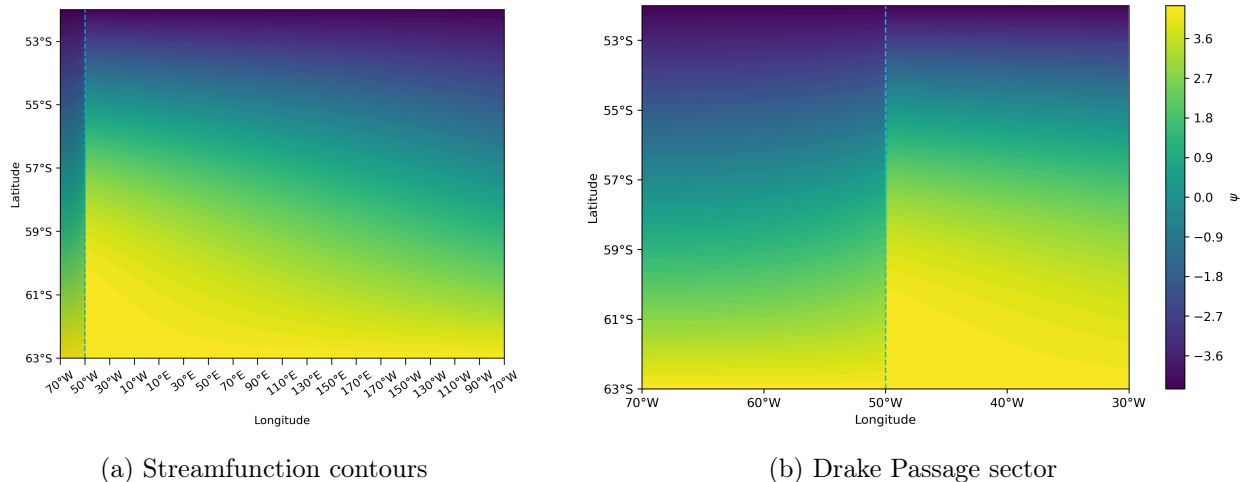 53°S
55°S
57°S
59°S
61°S
63°S
Latitude
70°W 50°W 30°W 10°W 10°E 30°E 50°E 70°E 90°E 110°E 130°E 150°E 170°E 170°W 150°W 130°W 110°W 90°W 70°W
Longitude
(a) Streamfunction contours
53°S
55°S
57°S
59°S
61°S
63°S
Latitude
70°W 60°W 50°W 40°W 30°W
Longitude
3.6
2.7
1.8
0.9
0.0
−0.9
−1.8
−2.7
−3.6
ψ
(b) Drake Passage sector